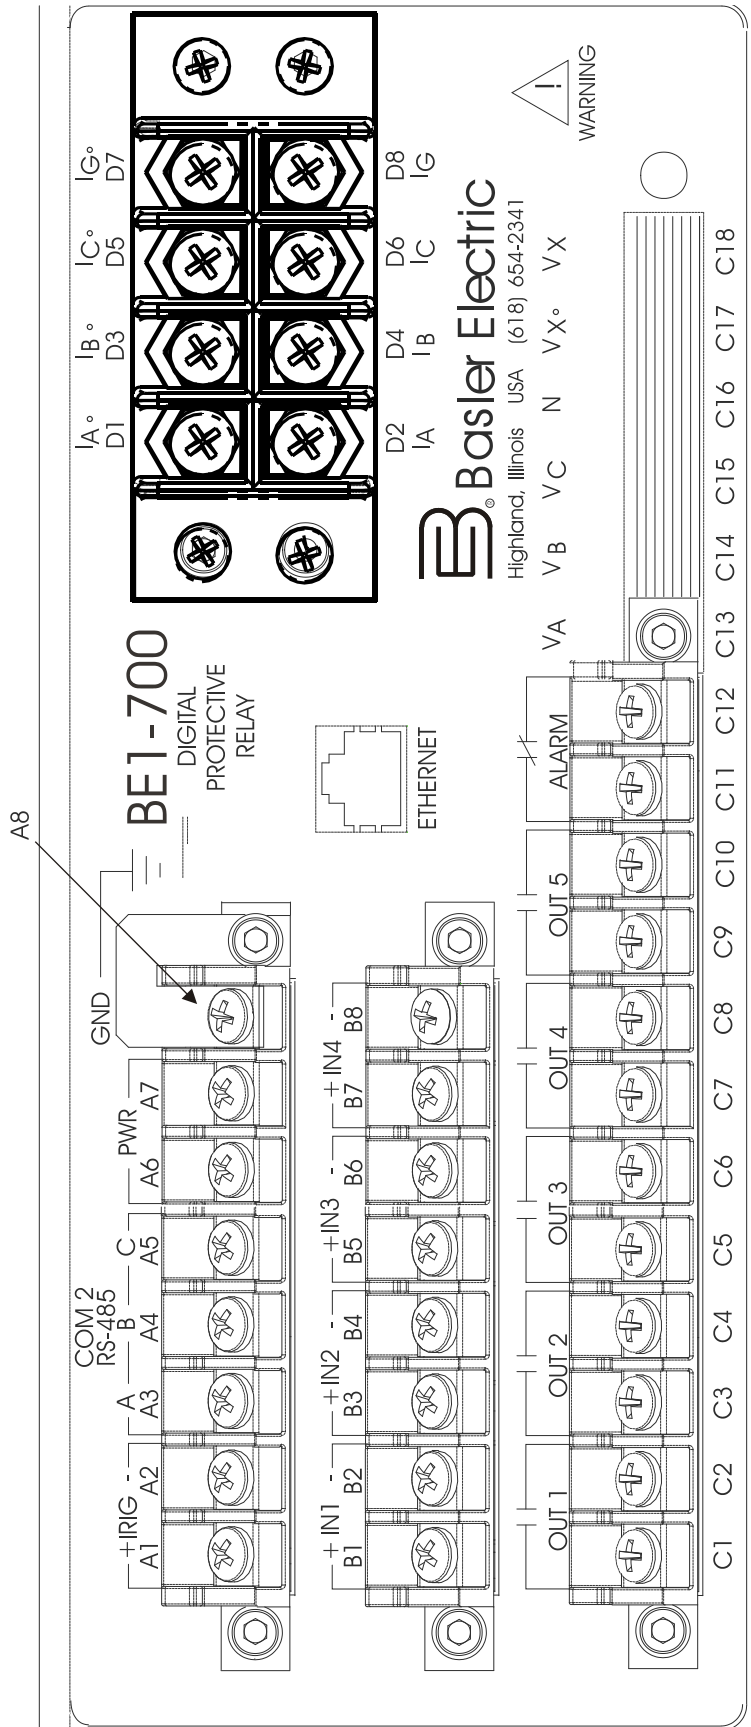 A8
GND
BE1-700
DIGITAL
PROTECTIVE
RELAY
IA° IB° IC° IG°
D1 D3 D5 D7
D2 D4 D6 D8
IA IB IC IG
COM 2
RS-485
+IRIG - A B C PWR
A1 A2 A3 A4 A5 A6 A7
ETHERNET
+ IN1 - +IN2 - +IN3 - + IN4 -
B1 B2 B3 B4 B5 B6 B7 B8
B® Basler Electric
Highland, Illinois USA (618) 654-2341
!
WARNING
OUT 1 OUT 2 OUT 3 OUT 4 OUT 5 ALARM
VA VB VC N VX° VX
C1 C2 C3 C4 C5 C6 C7 C8 C9 C10 C11 C12 C13 C14 C15 C16 C17 C18